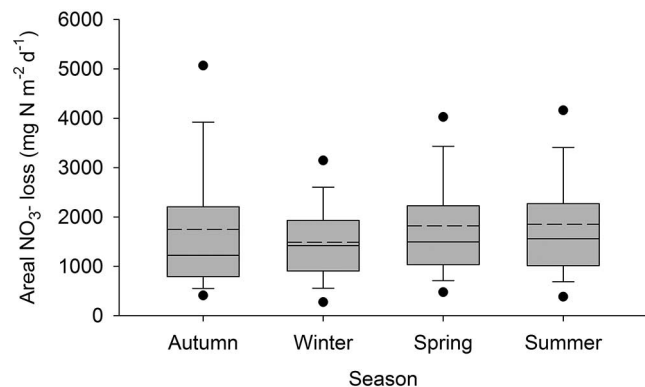 Areal NO₃- loss (mg N m⁻² d⁻¹)
6000
5000
4000
3000
2000
1000
0
Autumn Winter Spring Summer
Season